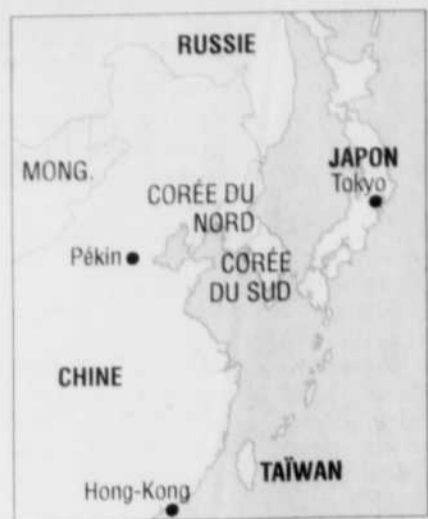 RUSSIE
JAPON
Tokyo
MONG.
CORÉE DU
NORD
Pékin
CORÉE
DU SUD
CHINE
TAÏWAN
Hong-Kong